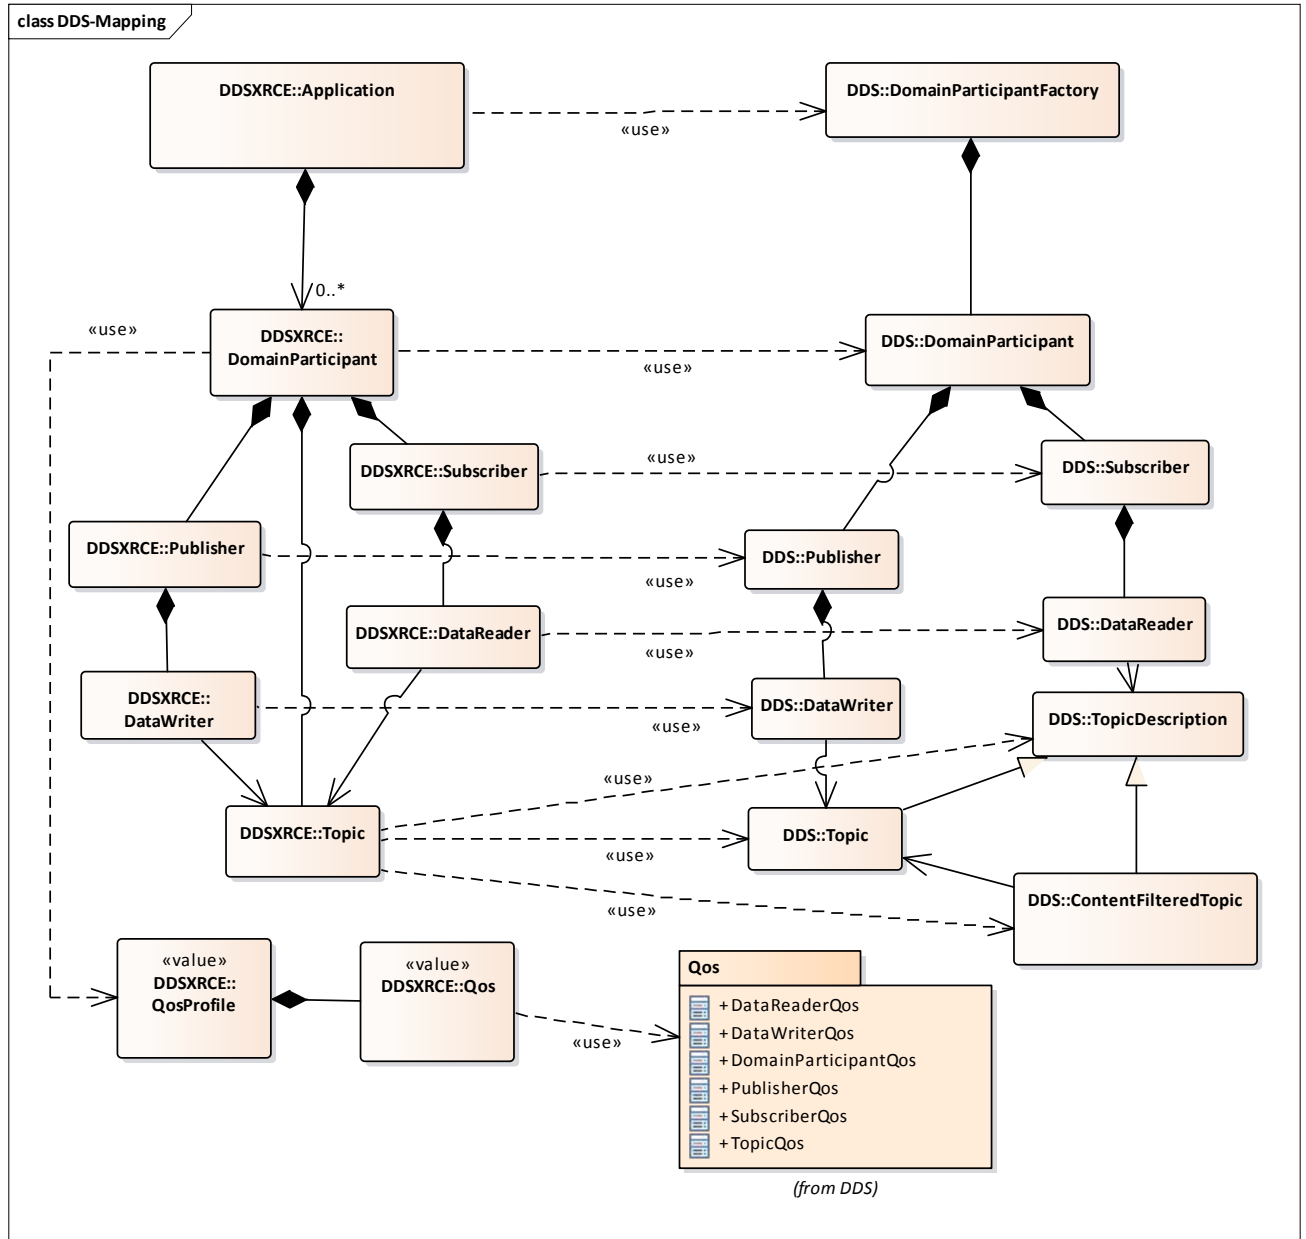 class DDS-Mapping
DDSXRCE::Application
DDS::DomainParticipantFactory
«use»
0..*
«use»
DDSXRCE::
DomainParticipant
DDS::DomainParticipant
«use»
DDSXRCE::Subscriber
«use»
DDS::Subscriber
DDSXRCE::Publisher
DDS::Publisher
«use»
DDSXRCE::DataReader
DDS::DataReader
«use»
DDSXRCE::
DataWriter
DDS::DataWriter
«use»
DDS::TopicDescription
«use»
DDSXRCE::Topic
DDS::Topic
«use»
DDS::ContentFilteredTopic
«use»
«value»
DDSXRCE::
QosProfile
«value»
DDSXRCE::Qos
«use»
Qos
+DataReaderQos
+DataWriterQos
+DomainParticipantQos
+PublisherQos
+SubscriberQos
+TopicQos
(from DDS)